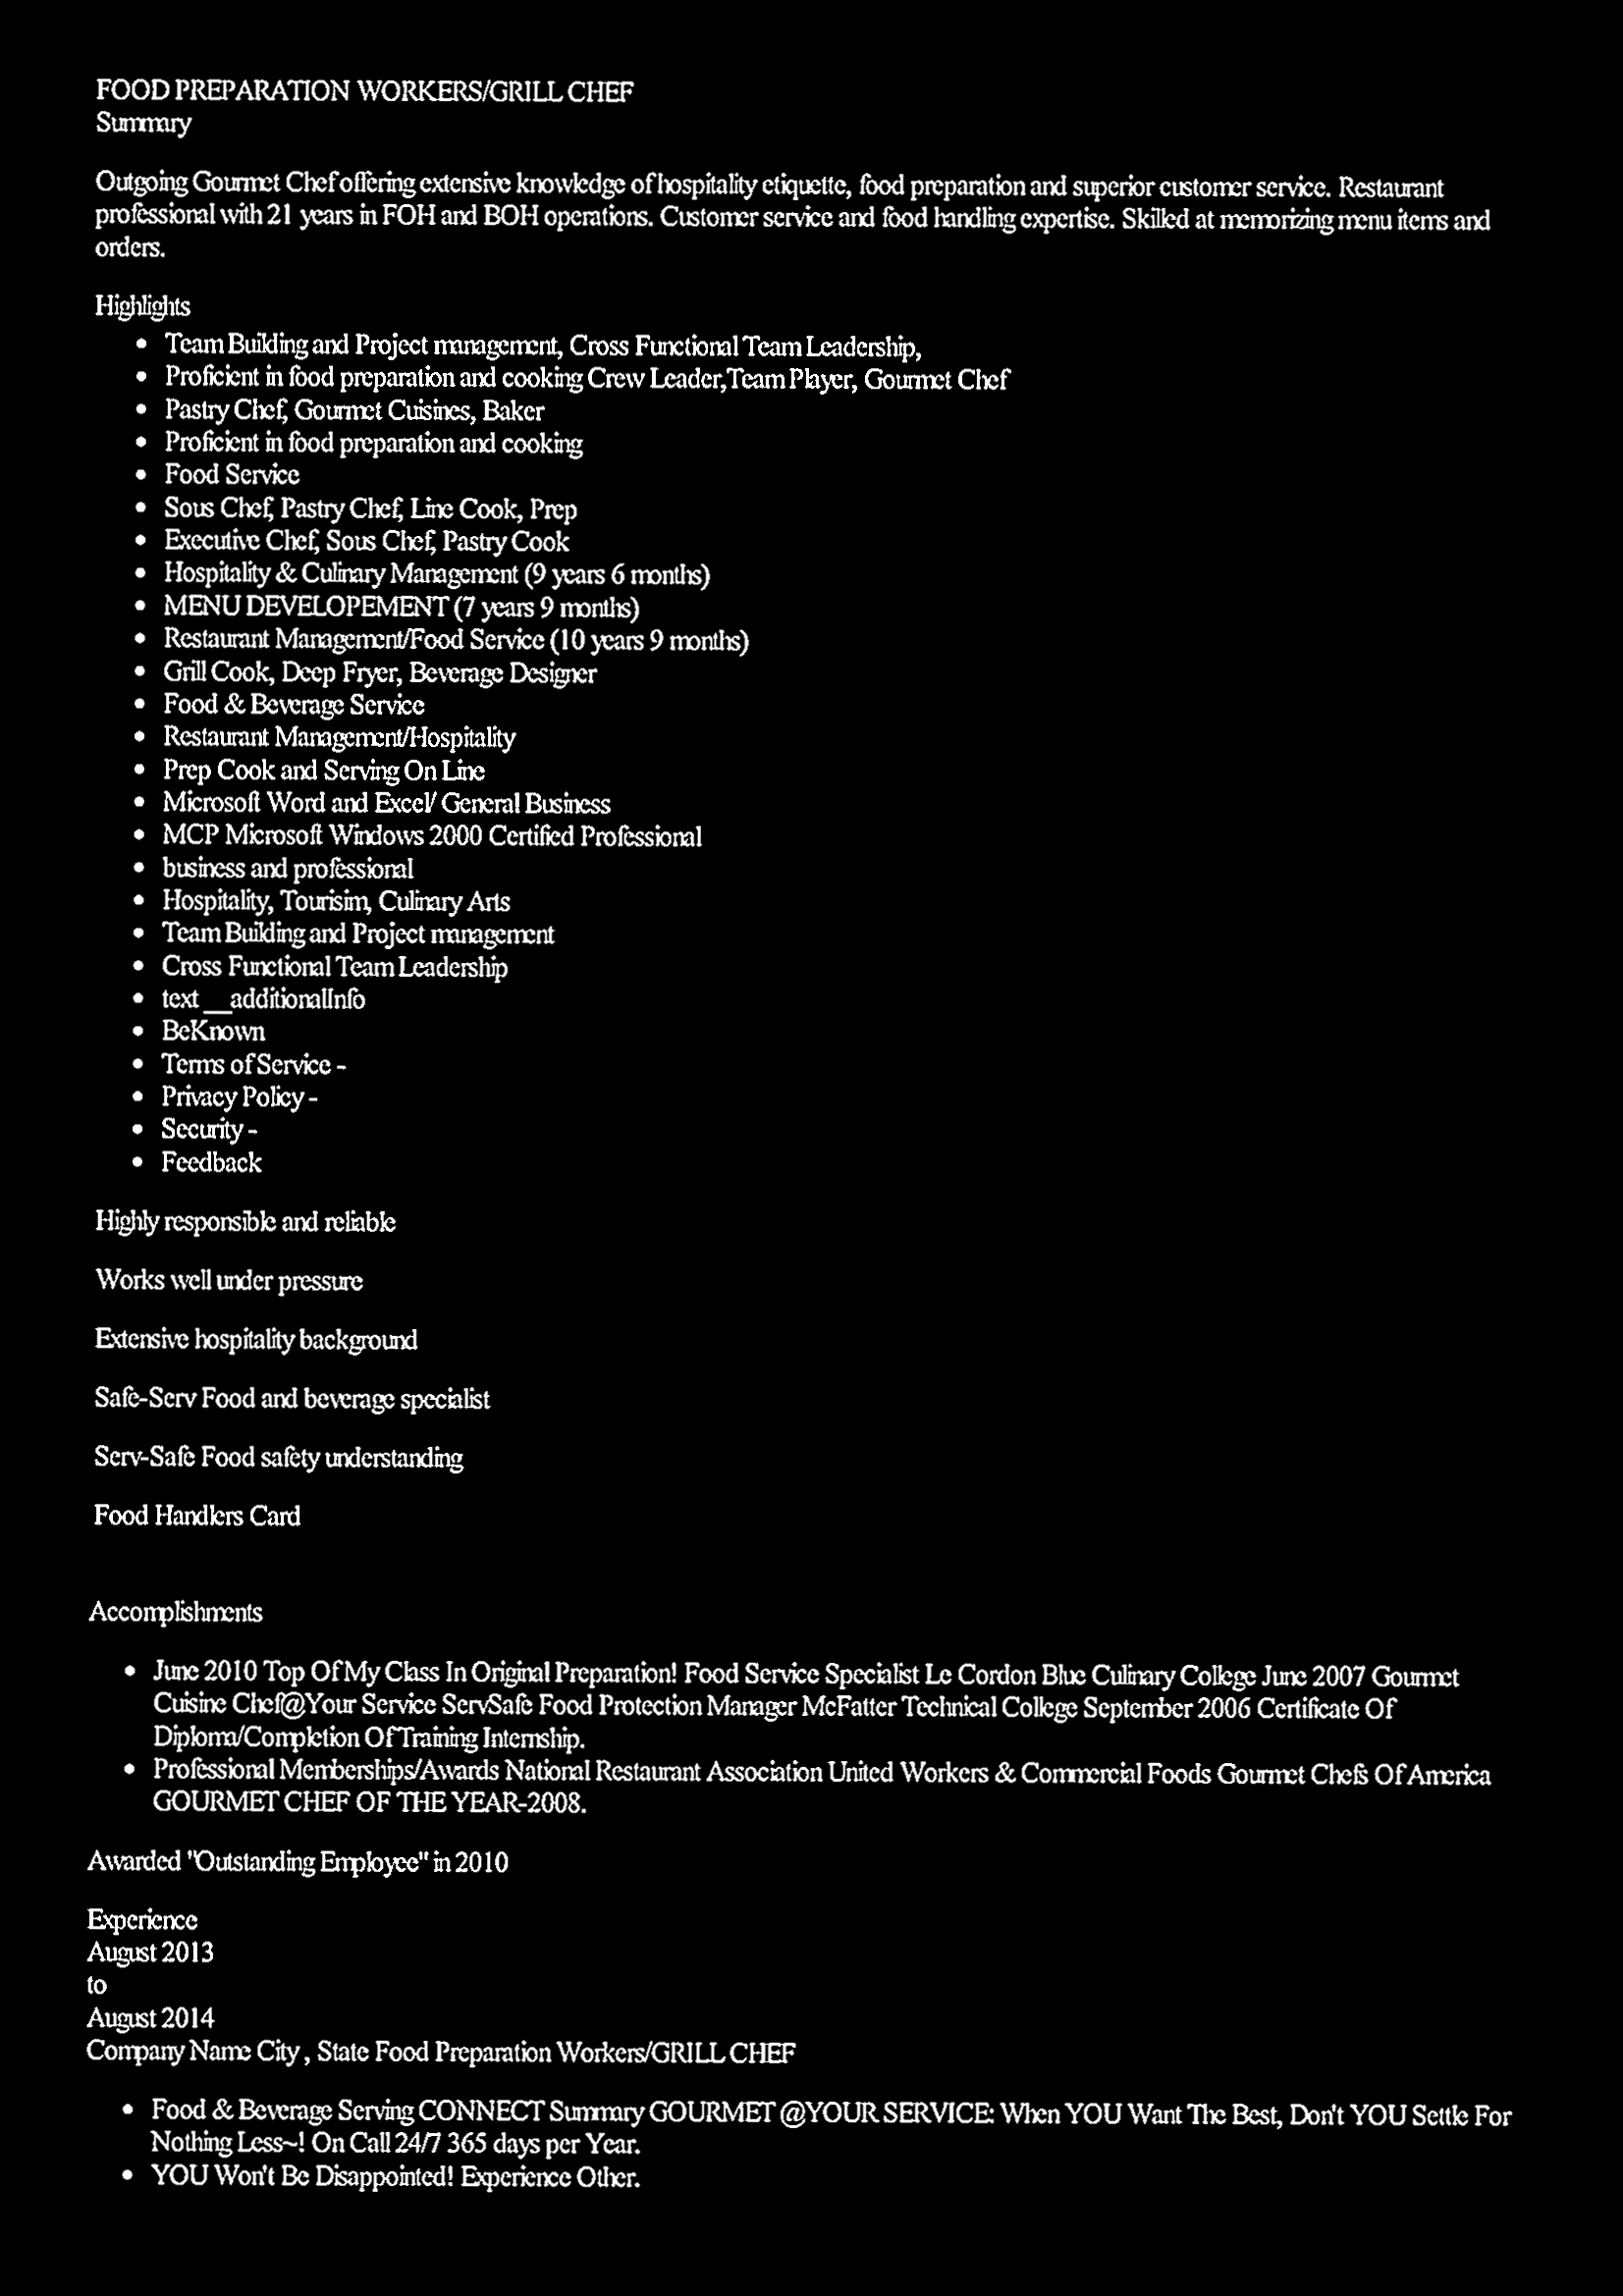 FOOD PREPARATION WORKERS/GRILL CHEF
Summary
Outgoing Gourmet Chef offering extensive knowledge of hospitality etiquette, food preparation and superior customer service. Restaurant
professional with 21 years in FOH and BOH operations. Customer service and food handling expertise. Skilled at memorizing menu items and
orders.
Highlights
• Team Building and Project management, Cross Functional Team Leadership,
• Proficient in food preparation and cooking Crew Leader,Team Player, Gourmet Chef
• Pastry Chef, Gourmet Cuisines, Baker
• Proficient in food preparation and cooking
• Food Service
• Sous Chef, Pastry Chef, Line Cook, Prep
• Executive Chef, Sous Chef, Pastry Cook
• Hospitality & Culinary Management (9 years 6 months)
• MENU DEVELOPEMENT (7 years 9 months)
• Restaurant Management/Food Service (10 years 9 months)
• Grill Cook, Deep Fryer, Beverage Designer
• Food & Beverage Service
• Restaurant Management/Hospitality
• Prep Cook and Serving On Line
• Microsoft Word and Excel/ General Business
• MCP Microsoft Windows 2000 Certified Professional
• business and professional
• Hospitality, Tourisim, Culinary Arts
• Team Building and Project management
• Cross Functional Team Leadership
• text__additionalInfo
• BeKnown
• Terms of Service -
• Privacy Policy -
• Security -
• Feedback
Highly responsible and reliable
Works well under pressure
Extensive hospitality background
Safe-Serv Food and beverage specialist
Serv-Safe Food safety understanding
Food Handlers Card
Accomplishments
• June 2010 Top Of My Class In Original Preparation! Food Service Specialist Le Cordon Blue Culinary College June 2007 Gourmet
Cuisine Chef@Your Service ServSafe Food Protection Manager McFatter Technical College September 2006 Certificate Of
Diploma/Completion Of Training Internship.
• Professional Memberships/Awards National Restaurant Association United Workers & Commercial Foods Gourmet Chefs Of America
GOURMET CHEF OF THE YEAR-2008.
Awarded "Outstanding Employee" in 2010
Experience
August 2013
to
August 2014
Company Name City , State Food Preparation Workers/GRILL CHEF
• Food & Beverage Serving CONNECT Summary GOURMET @YOUR SERVICE: When YOU Want The Best, Don't YOU Settle For
Nothing Less~! On Call 24/7 365 days per Year.
• YOU Won't Be Disappointed! Experience Other.